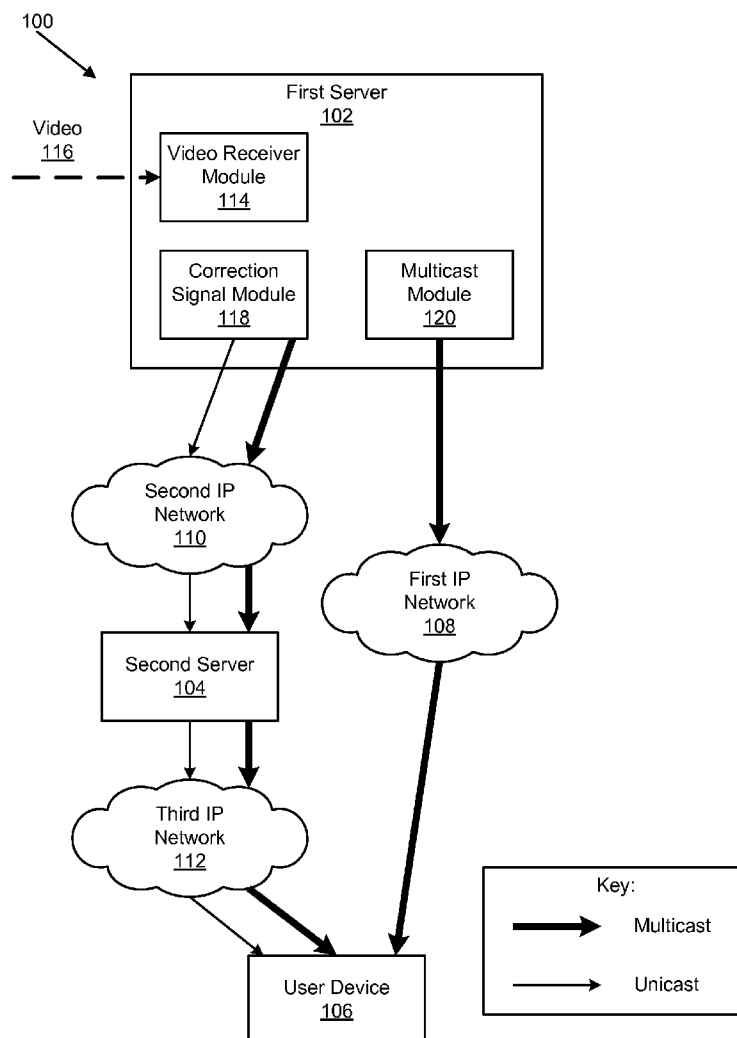 100
First Server
102
Video
116
Video Receiver
Module
114
Correction
Signal Module
118
Multicast
Module
120
Second IP
Network
110
First IP
Network
108
Second Server
104
Third IP
Network
112
User Device
106
Key:
Multicast
Unicast